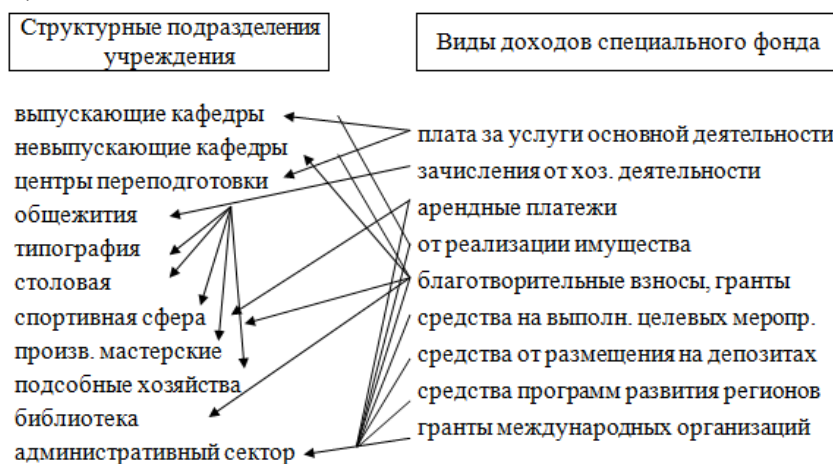 Структурные подразделения
учреждения
Виды доходов специального фонда
выпускающие кафедры
невыпускающие кафедры
центры переподготовки
общежития
типография
столовая
спортивная сфера
произв. мастерские
подсобные хозяйства
библиотека
административный сектор
плата за услуги основной деятельности
зачисления от хоз. деятельности
арендные платежи
от реализации имущества
благотворительные взносы, гранты
средства на выполн. целевых меропр.
средства от размещения на депозитах
средства программ развития регионов
гранты международных организаций